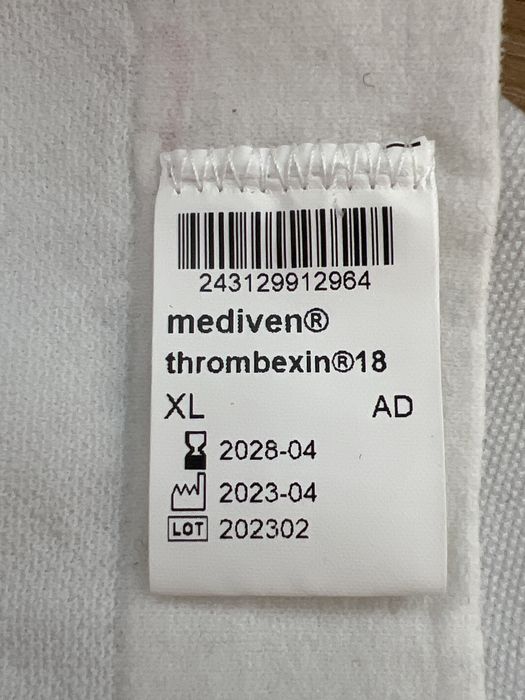 243129912964
mediven®
thrombexin®18
XL AD
2028-04
2023-04
LOT 202302